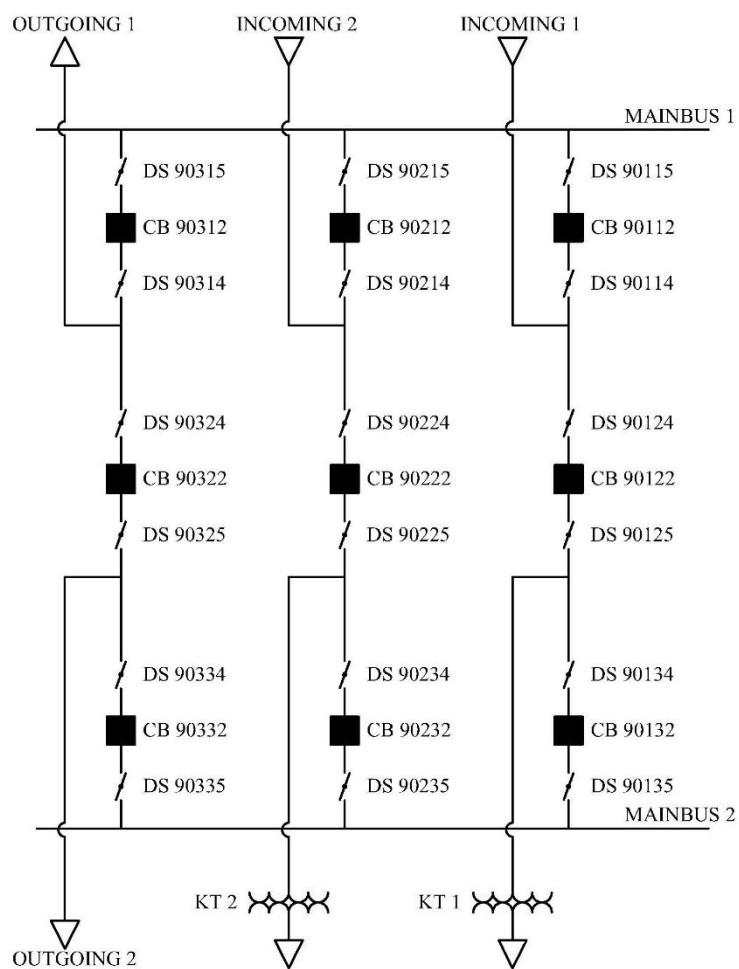 OUTGOING 1
INCOMING 2
INCOMING 1
MAINBUS 1
DS 90315
DS 90215
DS 90115
CB 90312
CB 90212
CB 90112
DS 90314
DS 90214
DS 90114
DS 90324
DS 90224
DS 90124
CB 90322
CB 90222
CB 90122
DS 90325
DS 90225
DS 90125
DS 90334
DS 90234
DS 90134
CB 90332
CB 90232
CB 90132
DS 90335
DS 90235
DS 90135
MAINBUS 2
KT 2
KT 1
OUTGOING 2